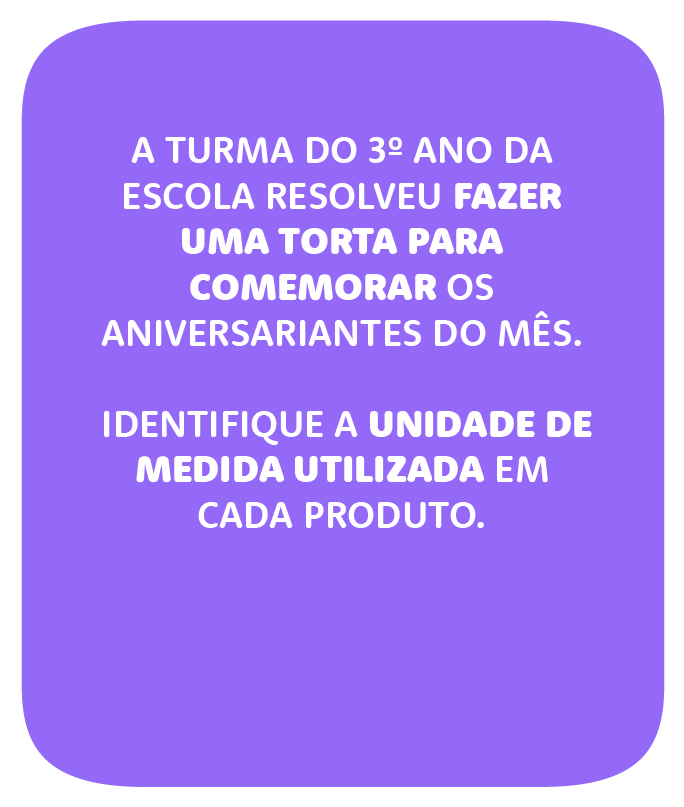 A TURMA DO 3º ANO DA
ESCOLA RESOLVEU FAZER
UMA TORTA PARA
COMEMORAR OS
ANIVERSARIANTES DO MÊS.
IDENTIFIQUE A UNIDADE DE
MEDIDA UTILIZADA EM
CADA PRODUTO.